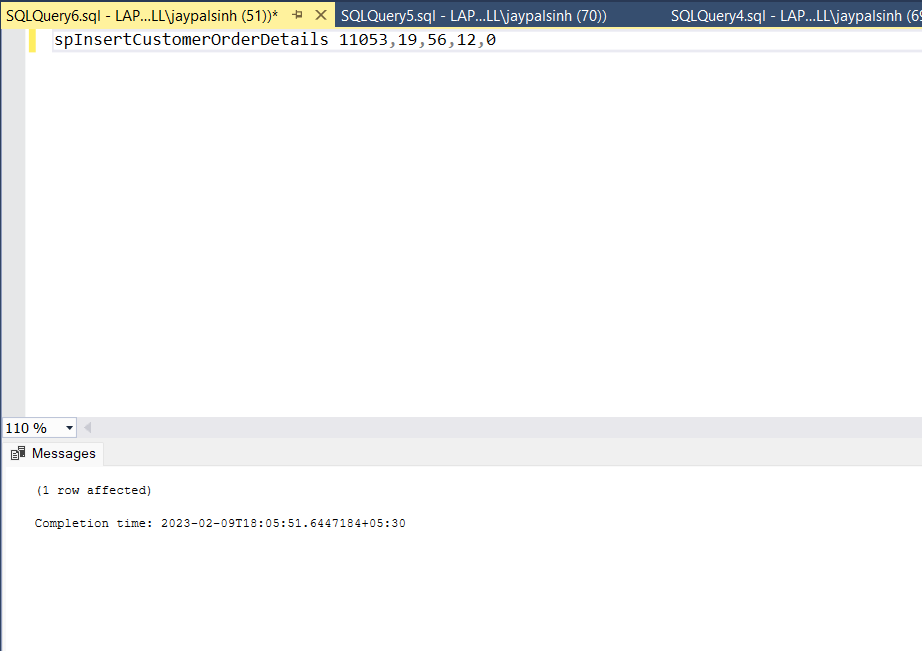 SQLQuery6.sql - LAP...LL\jaypalsinh (51))* SQLQuery5.sql - LAP...LL\jaypalsinh (70)) SQLQuery4.sql - LAP...LL\jaypalsinh (69
spInsertCustomerOrderDetails 11053,19,56,12,0
110 %
Messages
(1 row affected)
Completion time: 2023-02-09T18:05:51.6447184+05:30